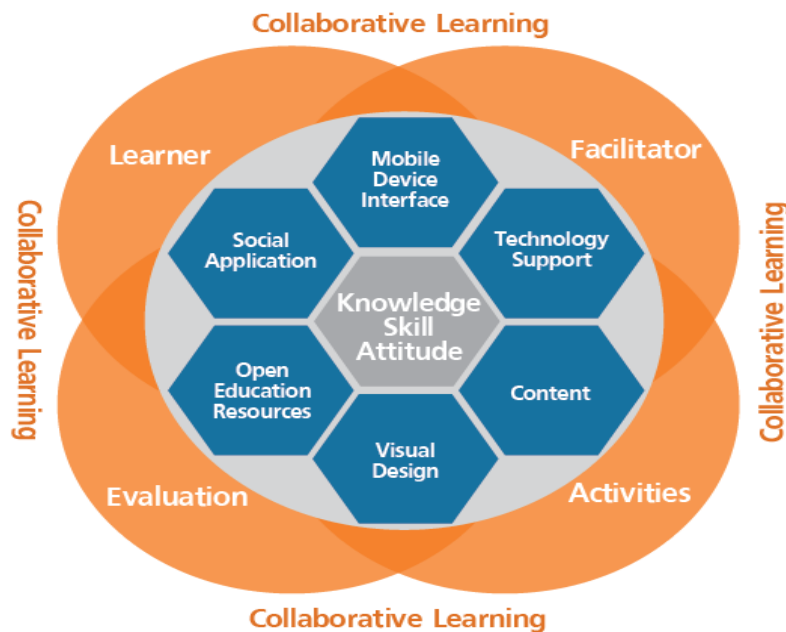 Collaborative Learning
Learner
Facilitator
Mobile
Device
Interface
Social
Application
Technology
Support
Collaborative Learning
Collaborative Learning
Knowledge
Skill
Attitude
Open
Education
Resources
Content
Visual
Design
Evaluation
Activities
Collaborative Learning